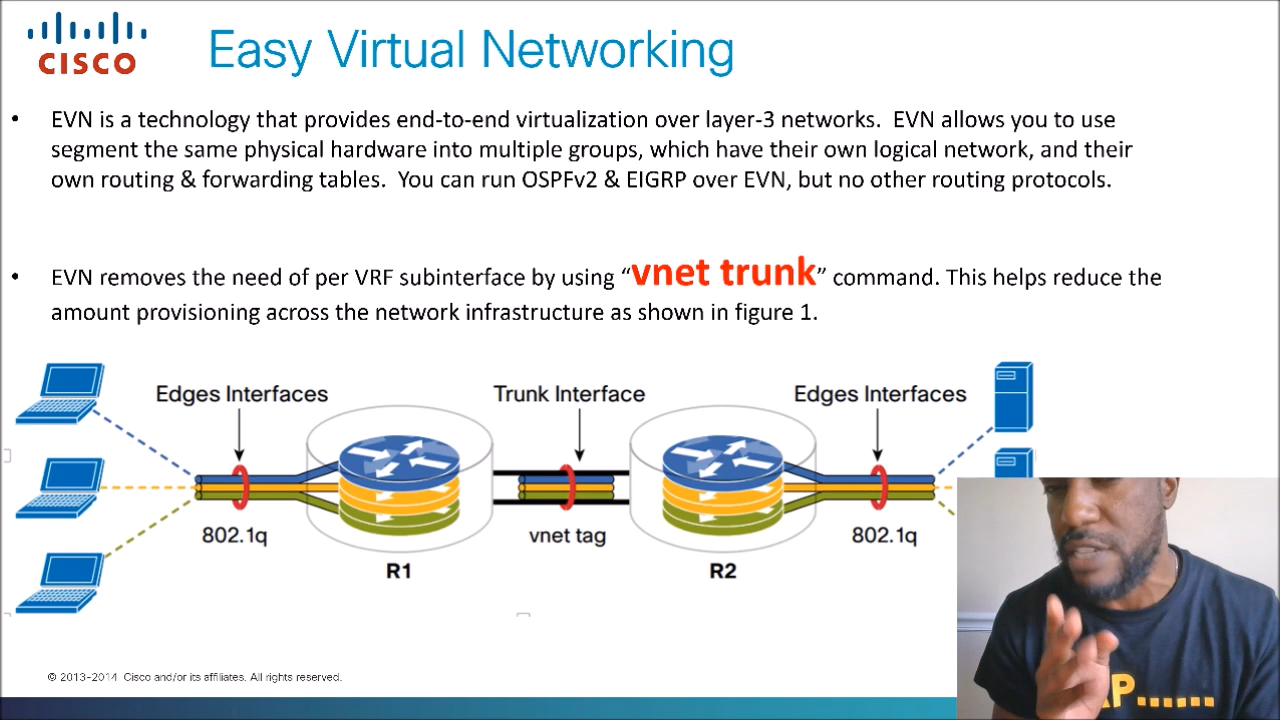 CISCO
Easy Virtual Networking
• EVN is a technology that provides end-to-end virtualization over layer-3 networks. EVN allows you to use
segment the same physical hardware into multiple groups, which have their own logical network, and their
own routing & forwarding tables. You can run OSPFv2 & EIGRP over EVN, but no other routing protocols.
• EVN removes the need of per VRF subinterface by using “vnet trunk” command. This helps reduce the
amount provisioning across the network infrastructure as shown in figure 1.
Edges Interfaces
Trunk Interface
Edges Interfaces
802.1q
vnet tag
802.1q
R1
R2
© 2013-2014 Cisco and/or its affiliates. All rights reserved.